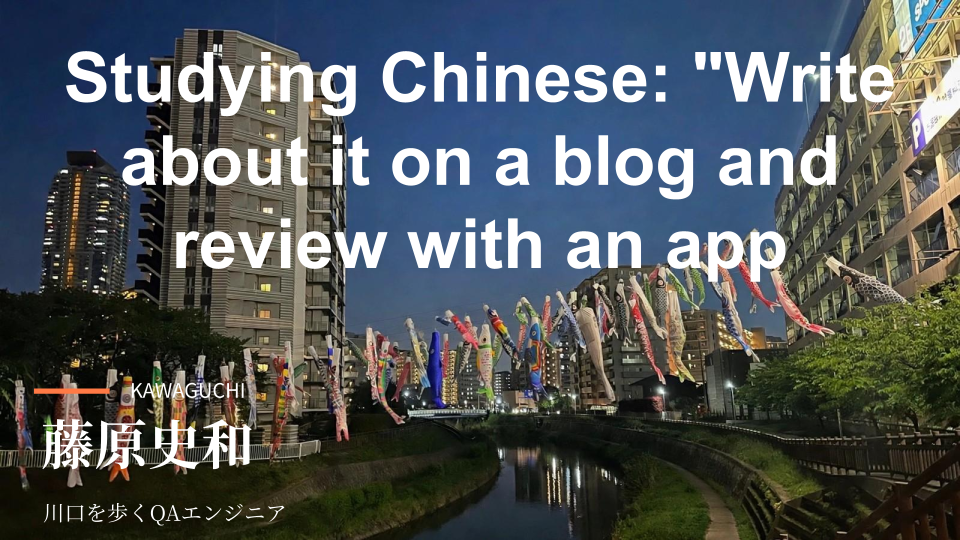 Studying Chinese: "Write
about it on a blog and
review with an app
KAWAGUCHI
藤原史和
川口を歩くQAエンジニア